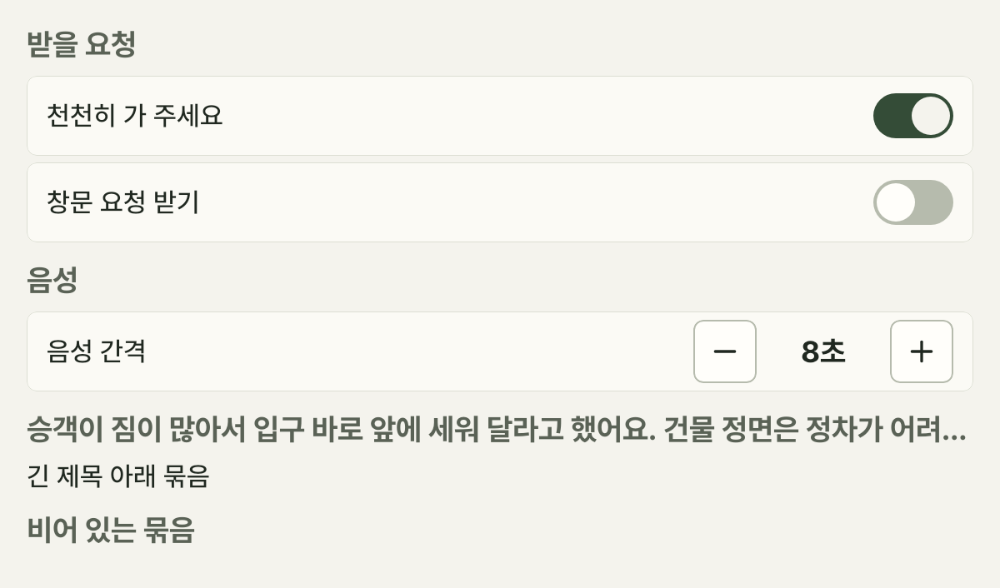 받을 요청
천천히 가 주세요
창문 요청 받기
음성
음성 간격 − 8초 +
승객이 짐이 많아서 입구 바로 앞에 세워 달라고 했어요. 건물 정면은 정차가 어려...
긴 제목 아래 묶음
비어 있는 묶음